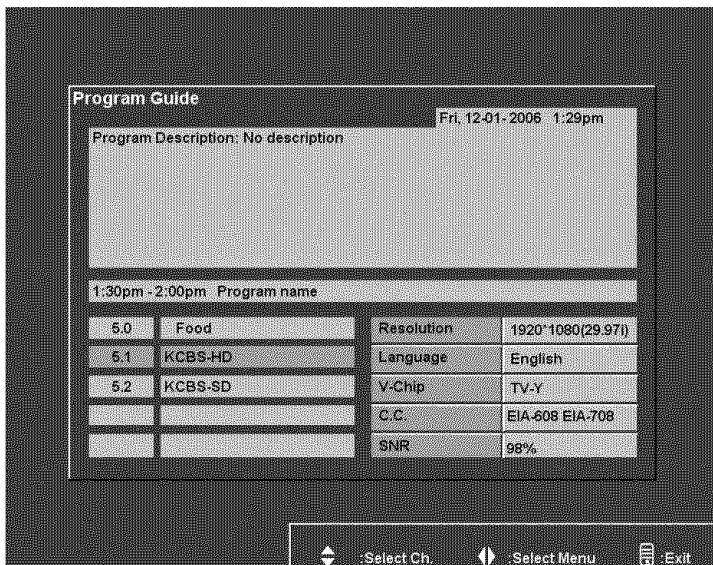 Program Guide
Fri, 12-01-2006 1:29pm
Program Description: No description
1:30pm - 2:00pm Program name
5.0 Food
5.1 KCBS-HD
5.2 KCBS-SD
Resolution 1920*1080(29.97i)
Language English
V-Chip TV-Y
C.C. EIA-608 EIA-708
SNR 98%
:Select Ch. :Select Menu :Exit